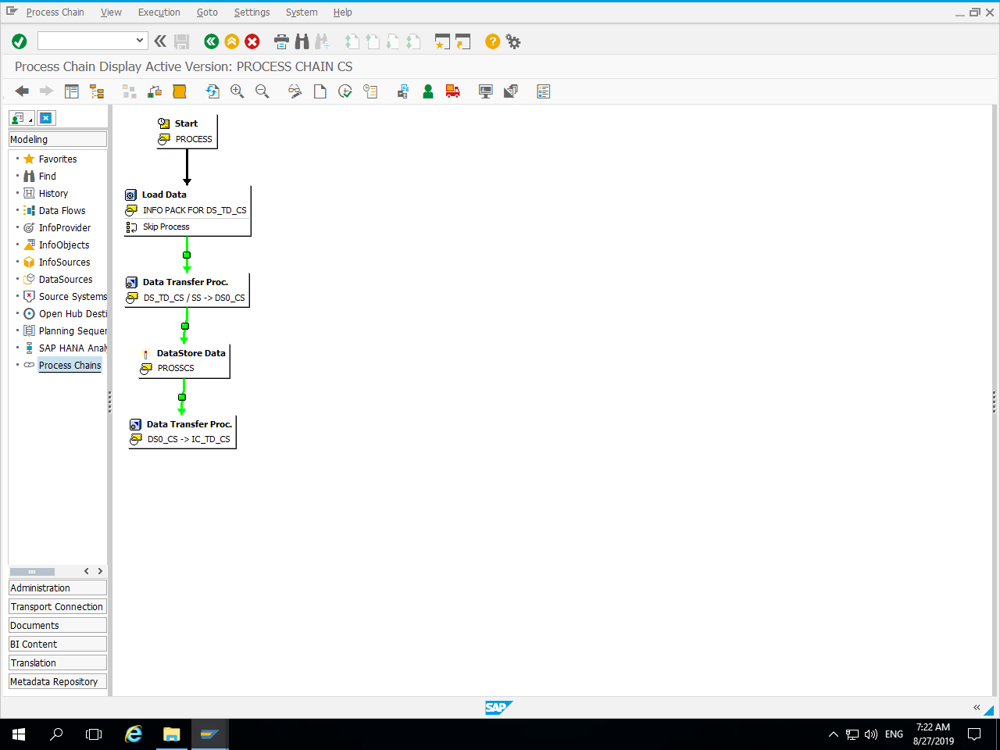 Process Chain View Execution Goto Settings System Help
Process Chain Display Active Version: PROCESS CHAIN CS
Modeling
Favorites
Find
History
Data Flows
InfoProvider
InfoObjects
InfoSources
DataSources
Source Systems
Open Hub Desti
Planning Sequer
SAP HANA Analy
Process Chains
Administration
Transport Connection
Documents
BI Content
Translation
Metadata Repository
Start
PROCESS
Load Data
INFO PACK FOR DS_TD_CS
Skip Process
Data Transfer Proc.
DS_TD_CS / SS -> DS0_CS
DataStore Data
PROSSCS
Data Transfer Proc.
DS0_CS -> IC_TD_CS
SAP
ENG
7:22 AM
8/27/2019